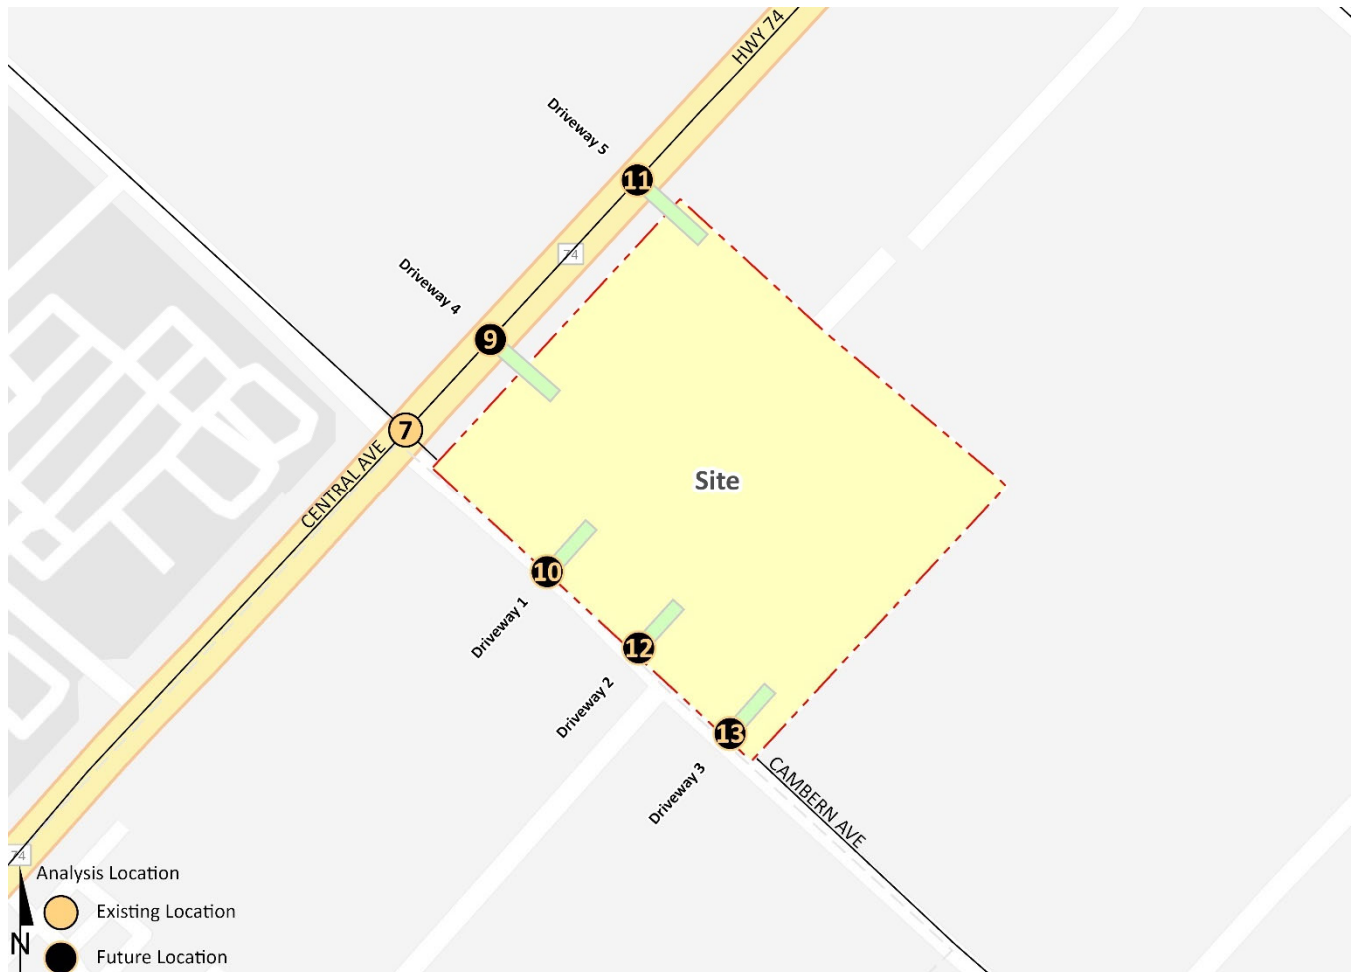 HWY 74
Driveway 5
11
74
Driveway 4
9
7
CENTRAL AVE
Site
10
Driveway 1
12
Driveway 2
13
Driveway 3
CAMBERN AVE
74
Analysis Location
Existing Location
N
Future Location